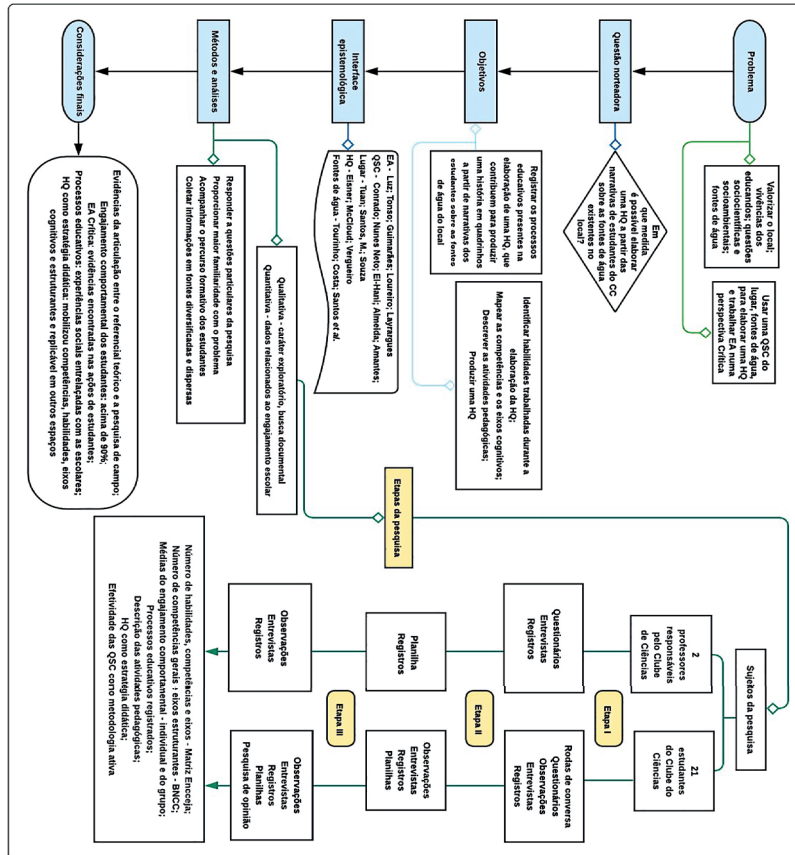 Problema
Valorizar o local;
vivências dos
educandos; questões
sociocientíficas e
socioambientais;
fontes de água
Usar uma QSC do
lugar, fontes de água,
para elaborar uma HQ
e trabalhar EA numa
perspectiva Crítica
Questão norteadora
Em
que medida
é possível elaborar
uma HQ a partir das
narrativas de estudantes do CC
sobre as fontes de água
existentes no
local?
Objetivos
Registrar os processos
educativos presentes na
elaboração de uma HQ, que
contribuem para produzir
uma história em quadrinhos
a partir de narrativas dos
estudantes sobre as fontes
de água do local
Identificar habilidades trabalhadas durante a
elaboração da HQ;
Mapear as competências e os eixos cognitivos;
Descrever as atividades pedagógicas;
Produzir uma HQ
Interface
epistemológica
EA - Luz; Tonso; Guimarães; Loureiro; Layrargues
QSC - Conrado; Nunes Neto; El-Hani; Almeida; Amantes;
Lugar - Tuan; Santos, M.; Souza
HQ - Eisner; McCloud; Vergueiro
Fontes de água - Tourinho; Costa; Santos et al.
Métodos e análises
Responder a questões particulares da pesquisa
Proporcionar maior familiaridade com o problema
Acompanhar o percurso formativo dos estudantes
Coletar informações em fontes diversificadas e dispersas
Qualitativa - caráter exploratório, busca documental
Quantitativa - dados relacionados ao engajamento escolar
Considerações finais
Evidências da articulação entre o referencial teórico e a pesquisa de campo;
Engajamento comportamental dos estudantes: acima de 90%;
EA Crítica: evidências encontradas nas ações de estudantes;
Processos educativos: experiências sociais entrelaçadas com as escolares;
HQ como estratégia didática: mobilizou competências, habilidades, eixos
cognitivos e estruturantes e replicável em outros espaços
Etapas da pesquisa
Sujeitos da pesquisa
2
professores
responsáveis
pelo Clube
de Ciências
21
estudantes
do Clube do
Ciências
Etapa I
Questionários
Entrevistas
Registros
Rodas de conversa
Questionários
Observações
Entrevistas
Registros
Etapa II
Planilha
Registros
Observações
Entrevistas
Registros
Planilhas
Etapa III
Observações
Entrevistas
Registros
Observações
Entrevistas
Registros
Planilhas
Pesquisa de opinião
Número de habilidades, competências e eixos - Matriz Encceja;
Número de competências gerais e eixos estruturantes - BNCC;
Médias do engajamento comportamental - individual e do grupo;
Processos educativos registrados;
Descrição das atividades pedagógicas;
HQ como estratégia didática;
Efetividade das QSC como metodologia ativa